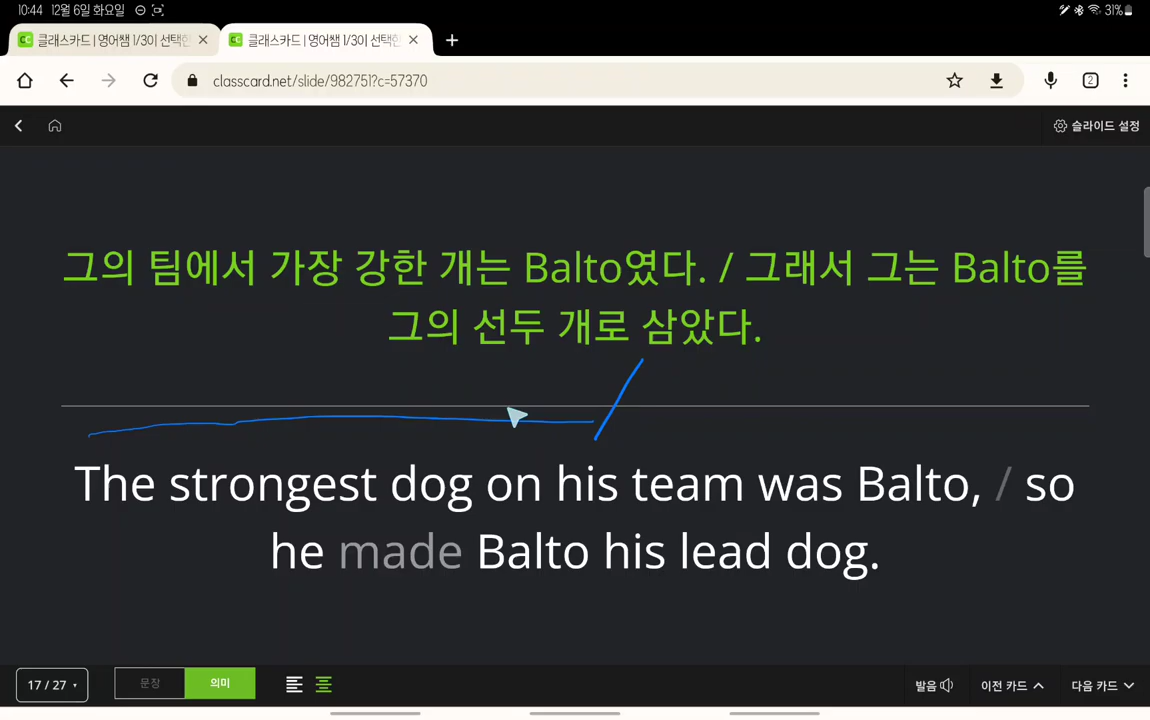 10:44 12월 6일 화요일 31%
클래스카드 | 영어쌤 1/30| 선택한 클래스카드 | 영어쌤 1/30| 선택한
classcard.net/slide/982751?c=57370 2
슬라이드 설정
그의 팀에서 가장 강한 개는 Balto였다. / 그래서 그는 Balto를
그의 선두 개로 삼았다.
The strongest dog on his team was Balto, / so
he made Balto his lead dog.
17 / 27 문장 의미 발음 이전 카드 다음 카드